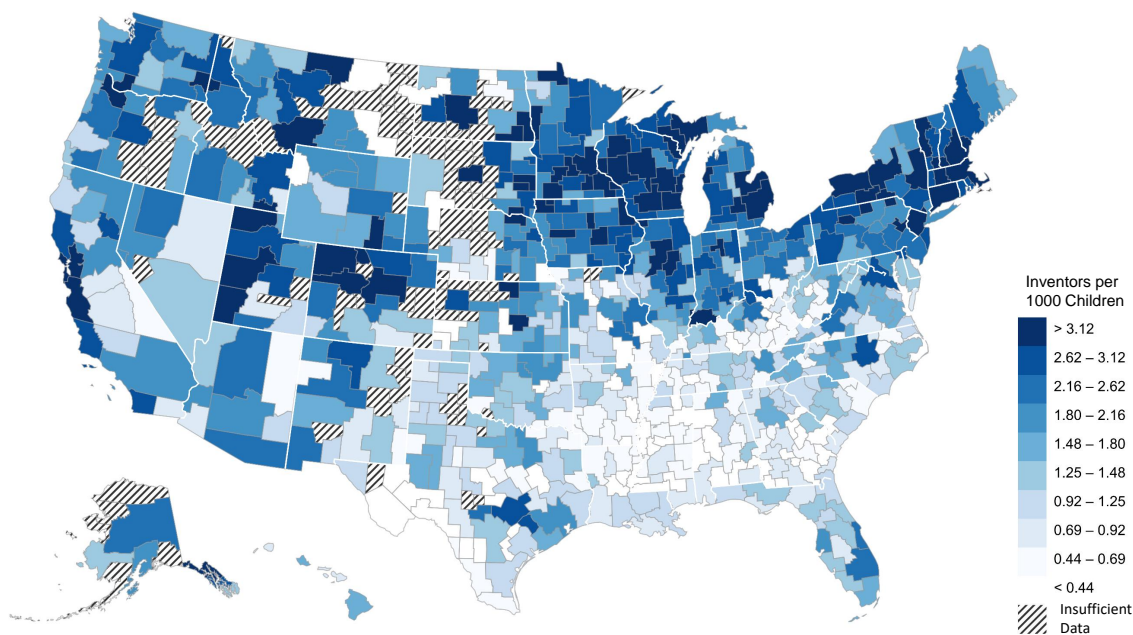 Inventors per
1000 Children
> 3.12
2.62 – 3.12
2.16 – 2.62
1.80 – 2.16
1.48 – 1.80
1.25 – 1.48
0.92 – 1.25
0.69 – 0.92
0.44 – 0.69
< 0.44
Insufficient
Data